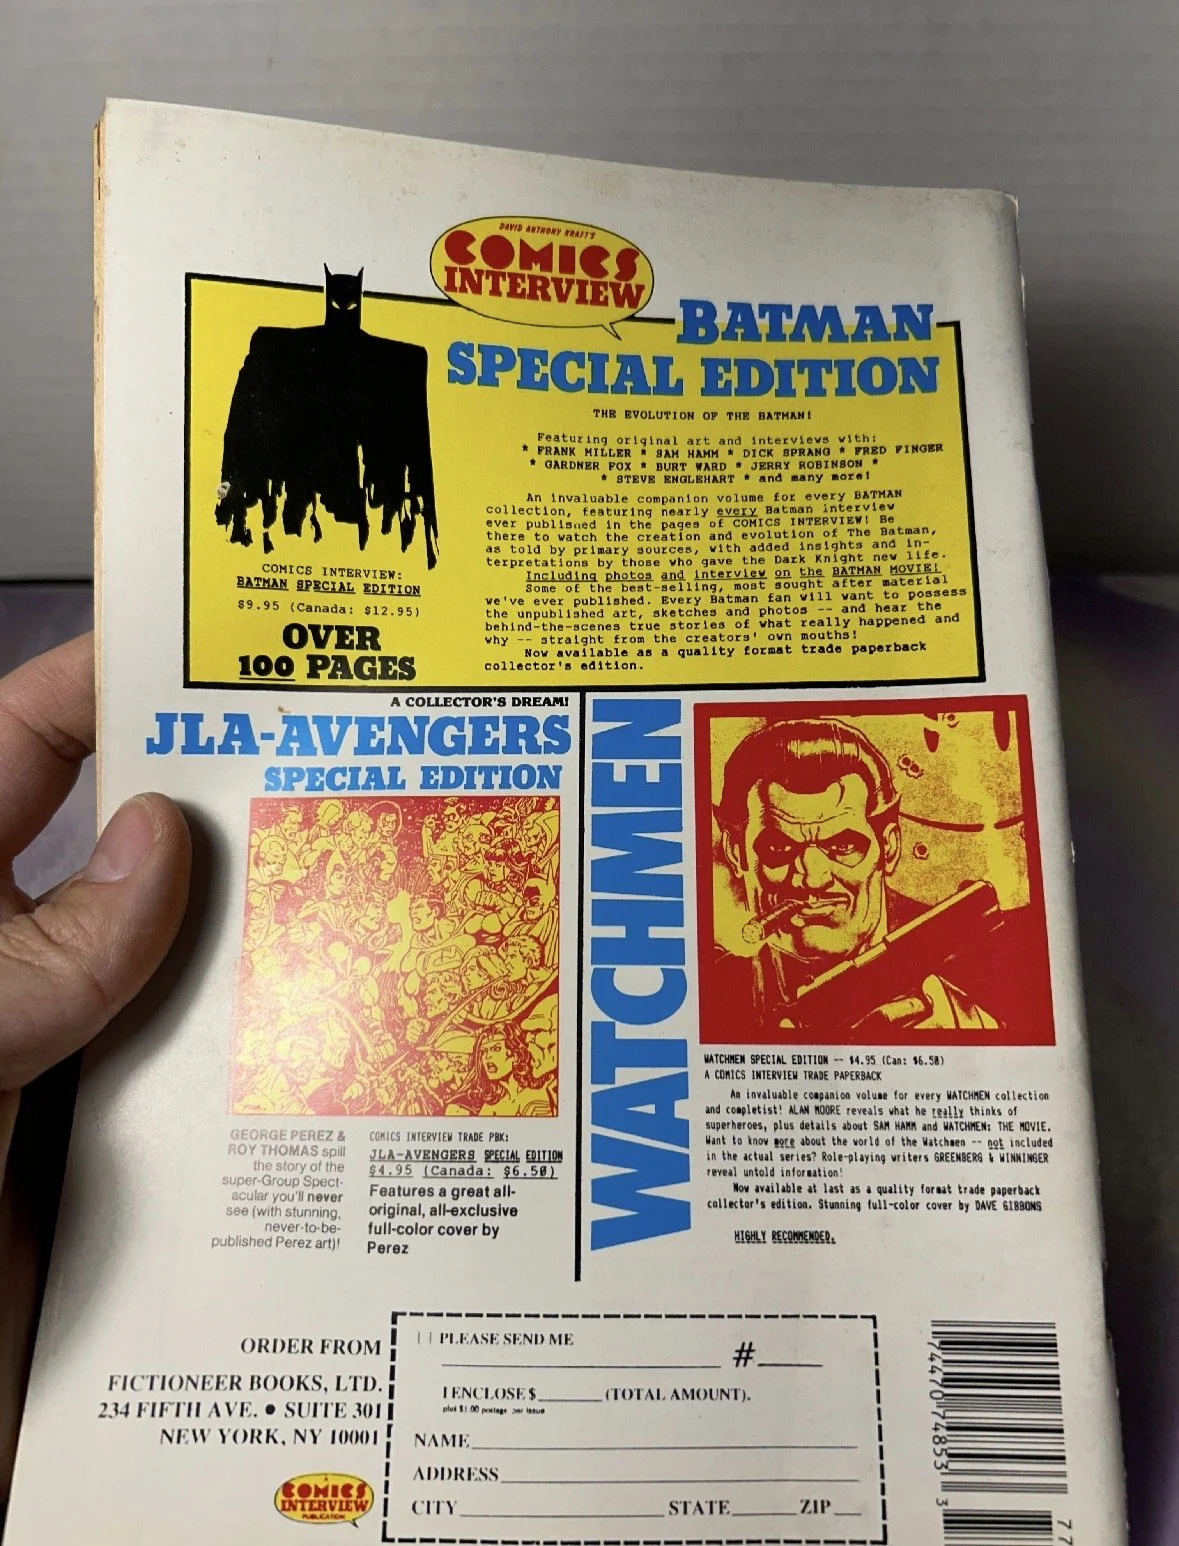 DAVID ANTHONY KRAFT'S
COMICS
INTERVIEW
BATMAN
SPECIAL EDITION
THE EVOLUTION OF THE BATMAN!
Featuring original art and interviews with:
* FRANK MILLER * SAM HAMM * DICK SPRANG * FRED FINGER
* GARDNER FOX * BURT WARD * JERRY ROBINSON *
* STEVE ENGLEHART * and many more!
An invaluable companion volume for every BATMAN
collection, featuring nearly every Batman interview
ever published in the pages of COMICS INTERVIEW! Be
there to watch the creation and evolution of The Batman,
as told by primary sources, with added insights and in-
terpretations by those who gave the Dark Knight new life.
Including photos and interview on the BATMAN MOVIE!
Some of the best-selling, most sought after material
we've ever published. Every Batman fan will want to possess
the unpublished art, sketches and photos -- and hear the
behind-the-scenes true stories of what really happened and
why -- straight from the creators' own mouths!
Now available as a quality format trade paperback
collector's edition.
COMICS INTERVIEW:
BATMAN SPECIAL EDITION
$9.95 (Canada: $12.95)
OVER
100 PAGES
A COLLECTOR'S DREAM!
JLA-AVENGERS
SPECIAL EDITION
GEORGE PEREZ &
ROY THOMAS spill
the story of the
super-Group Spect-
acular you'll never
see (with stunning,
never-to-be-
published Perez art)!
COMICS INTERVIEW TRADE PBK:
JLA-AVENGERS SPECIAL EDITION
$4.95 (Canada: $6.50)
Features a great all-
original, all-exclusive
full-color cover by
Perez
WATCHMEN
WATCHMEN SPECIAL EDITION -- $4.95 (Can: $6.50)
A COMICS INTERVIEW TRADE PAPERBACK
An invaluable companion volume for every WATCHMEN collection
and completist! ALAN MOORE reveals what he really thinks of
superheroes, plus details about SAM HAMM and WATCHMEN: THE MOVIE.
Want to know more about the world of the Watchmen -- not included
in the actual series? Role-playing writers GREENBERG & WINNINGER
reveal untold information!
Now available at last as a quality format trade paperback
collector's edition. Stunning full-color cover by DAVE GIBBONS
HIGHLY RECOMMENDED.
ORDER FROM
FICTIONEER BOOKS, LTD.
234 FIFTH AVE. • SUITE 301
NEW YORK, NY 10001
A
COMICS
INTERVIEW
PUBLICATION
[ ] PLEASE SEND ME
#
I ENCLOSE $ (TOTAL AMOUNT).
plus $1.00 postage per issue
NAME
ADDRESS
CITY STATE ZIP
74470 74853 3
77